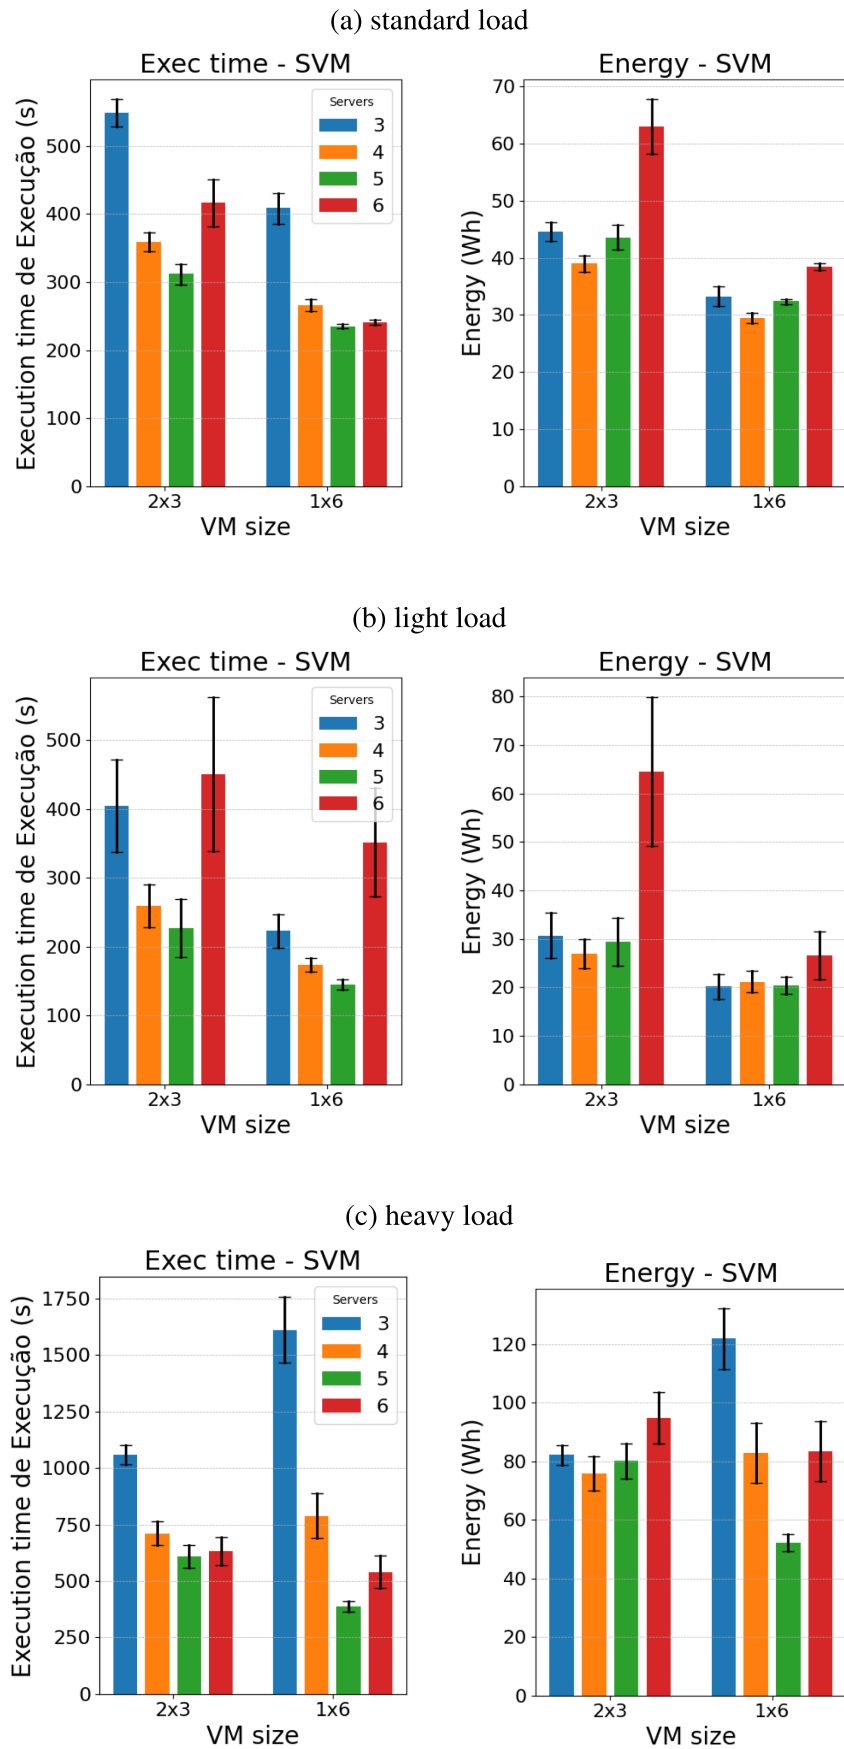 (a) standard load
Exec time - SVM
Execution time de Execução (s)
500
400
300
200
100
0
Servers
3
4
5
6
2x3
1x6
VM size
Energy - SVM
Energy (Wh)
70
60
50
40
30
20
10
0
2x3
1x6
VM size
(b) light load
Exec time - SVM
Execution time de Execução (s)
500
400
300
200
100
0
Servers
3
4
5
6
2x3
1x6
VM size
Energy - SVM
Energy (Wh)
80
70
60
50
40
30
20
10
0
2x3
1x6
VM size
(c) heavy load
Exec time - SVM
Execution time de Execução (s)
1750
1500
1250
1000
750
500
250
0
Servers
3
4
5
6
2x3
1x6
VM size
Energy - SVM
Energy (Wh)
120
100
80
60
40
20
0
2x3
1x6
VM size